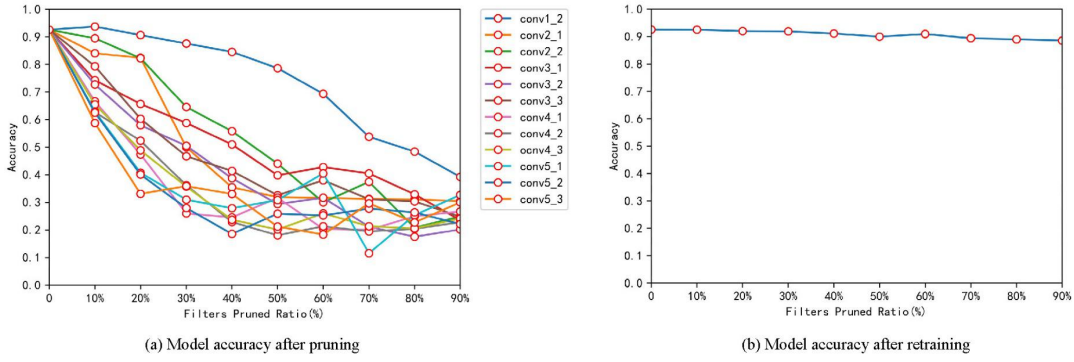 1.0
0.9
0.8
0.7
0.6
0.5
0.4
0.3
0.2
0.1
0.0
Accuracy
0 10% 20% 30% 40% 50% 60% 70% 80% 90%
Filters Pruned Ratio(%)
conv1_2
conv2_1
conv2_2
conv3_1
conv3_2
conv3_3
conv4_1
conv4_2
ocnv4_3
conv5_1
conv5_2
conv5_3
(a) Model accuracy after pruning
1.0
0.9
0.8
0.7
0.6
0.5
0.4
0.3
0.2
0.1
0.0
Accuracy
0 10% 20% 30% 40% 50% 60% 70% 80% 90%
Filters Pruned Ratio(%)
(b) Model accuracy after retraining